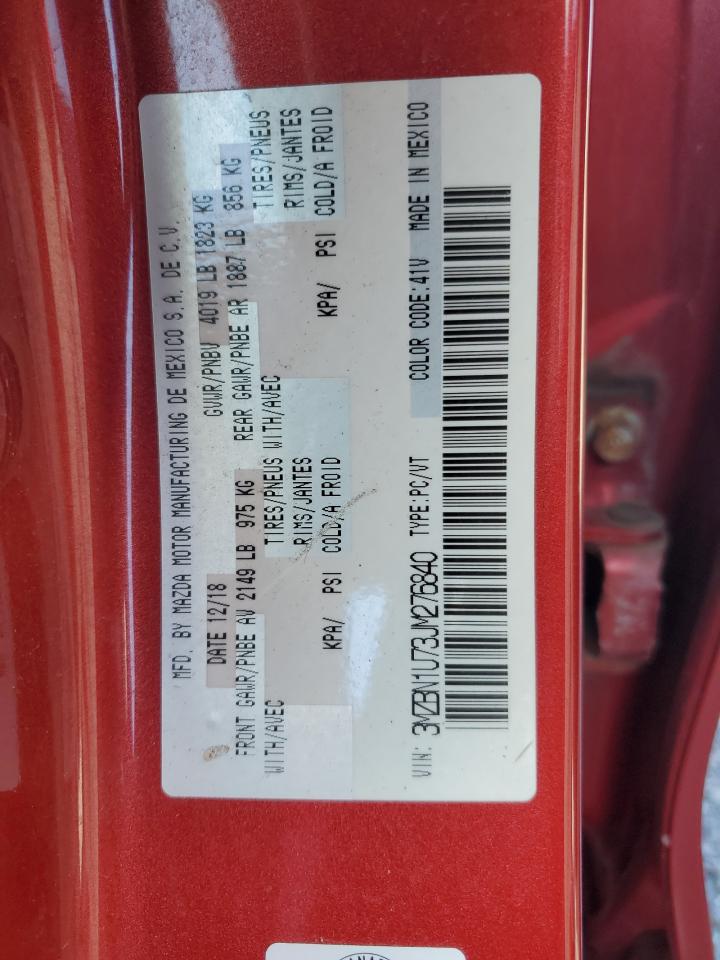 MFD. BY MAZDA MOTOR MANUFACTURING DE MEXICO S.A. DE C.V.
DATE 12/18 GVWR/PNBV 4019 LB 1823 KG
FRONT GAWR/PNBE AV 2149 LB 975 KG REAR GAWR/PNBE AR 1887 LB 856 KG
WITH/AVEC TIRES/PNEUS WITH/AVEC TIRES/PNEUS
RIMS/JANTES RIMS/JANTES
KPA/ PSI COLD/A FROID KPA/ PSI COLD/A FROID
VIN: 3MZBN1U73JM276840 TYPE:PC/VT COLOR CODE:41V MADE IN MEXICO